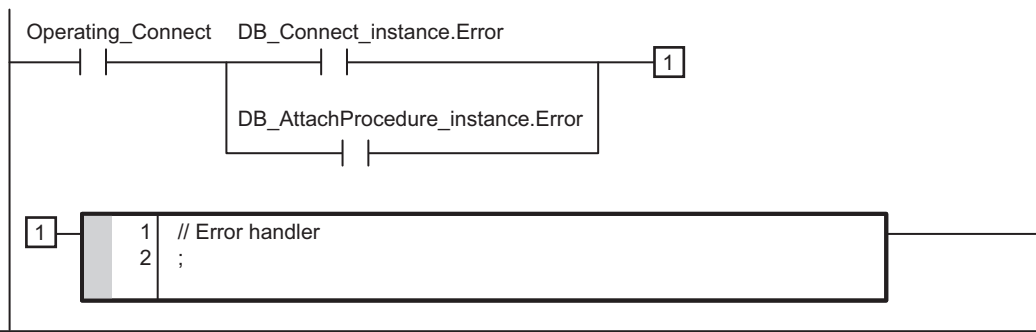 Operating_Connect DB_Connect_instance.Error
1
DB_AttachProcedure_instance.Error
1
1 // Error handler
2 ;